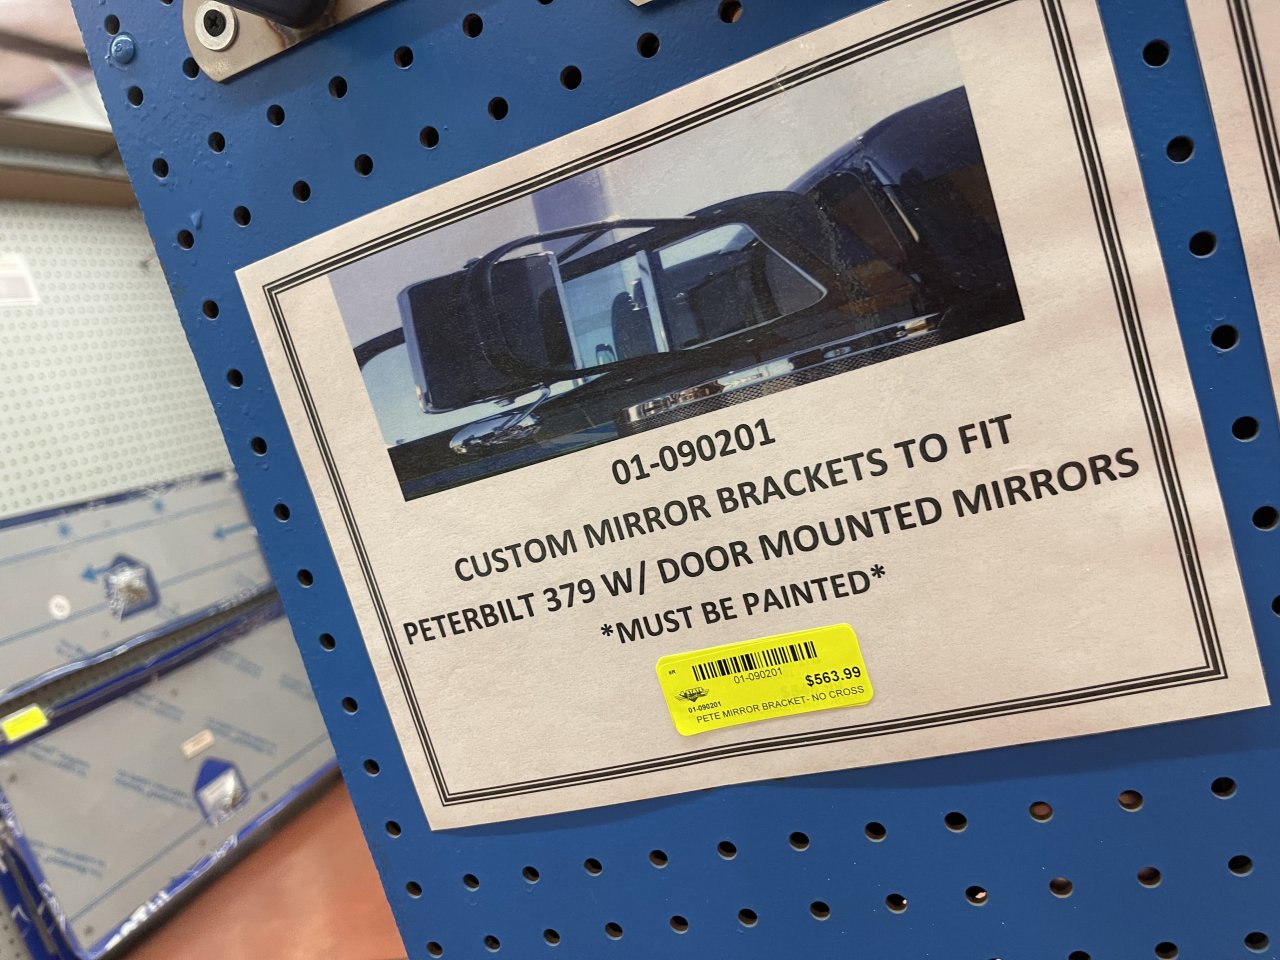 01-090201
CUSTOM MIRROR BRACKETS TO FIT
PETERBILT 379 W/ DOOR MOUNTED MIRRORS
*MUST BE PAINTED*
01-090201
$563.99
01-090201
PETE MIRROR BRACKET- NO CROSS